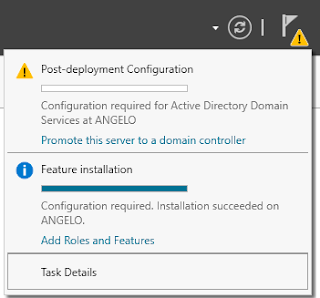 Post-deployment Configuration
Configuration required for Active Directory Domain
Services at ANGELO
Promote this server to a domain controller
Feature installation
Configuration required. Installation succeeded on
ANGELO.
Add Roles and Features
Task Details